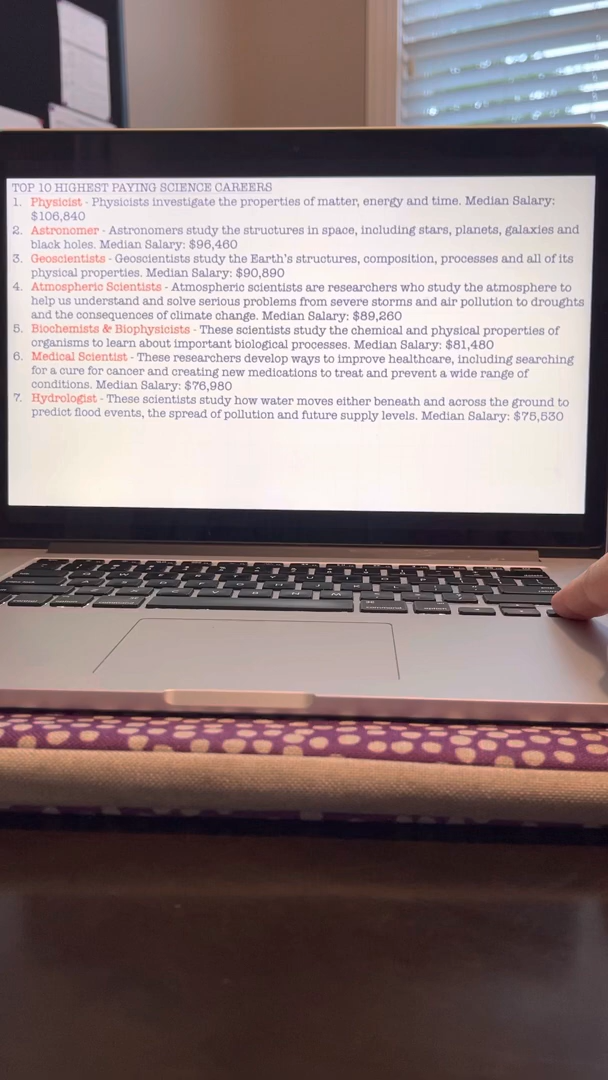 TOP 10 HIGHEST PAYING SCIENCE CAREERS
1. Physicist - Physicists investigate the properties of matter, energy and time. Median Salary:
$106,840
2. Astronomer - Astronomers study the structures in space, including stars, planets, galaxies and
black holes. Median Salary: $96,460
3. Geoscientists - Geoscientists study the Earth's structures, composition, processes and all of its
physical properties. Median Salary: $90,890
4. Atmospheric Scientists - Atmospheric scientists are researchers who study the atmosphere to
help us understand and solve serious problems from severe storms and air pollution to droughts
and the consequences of climate change. Median Salary: $89,260
5. Biochemists & Biophysicists - These scientists study the chemical and physical properties of
organisms to learn about important biological processes. Median Salary: $81,480
6. Medical Scientist - These researchers develop ways to improve healthcare, including searching
for a cure for cancer and creating new medications to treat and prevent a wide range of
conditions. Median Salary: $76,980
7. Hydrologist - These scientists study how water moves either beneath and across the ground to
predict flood events, the spread of pollution and future supply levels. Median Salary: $75,530